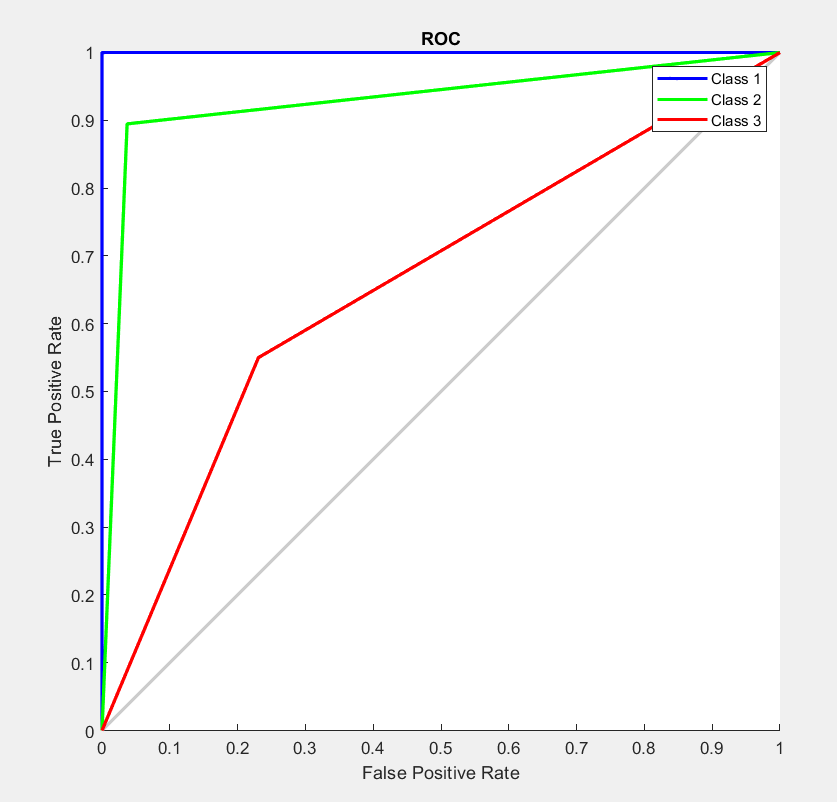 ROC
1
0.9
0.8
0.7
0.6
0.5
0.4
0.3
0.2
0.1
0
True Positive Rate
Class 1
Class 2
Class 3
0 0.1 0.2 0.3 0.4 0.5 0.6 0.7 0.8 0.9 1
False Positive Rate